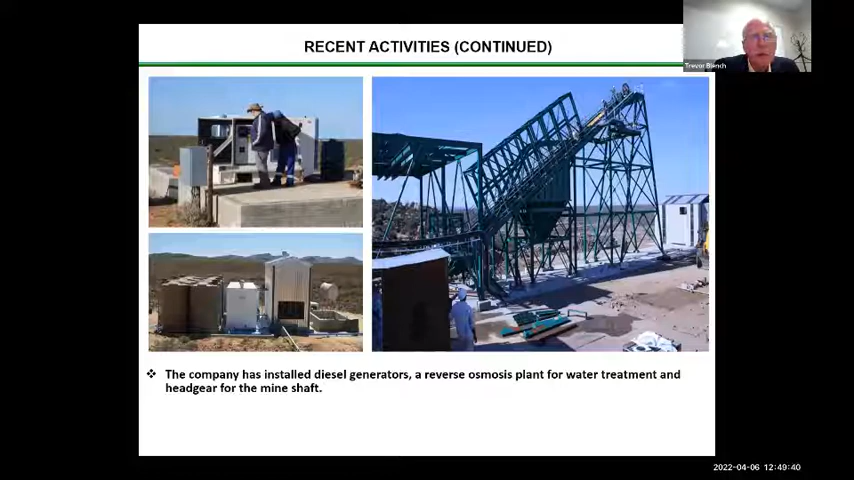 RECENT ACTIVITIES (CONTINUED)
Trevor Blench
❖ The company has installed diesel generators, a reverse osmosis plant for water treatment and
headgear for the mine shaft.
2022-04-06 12:49:40